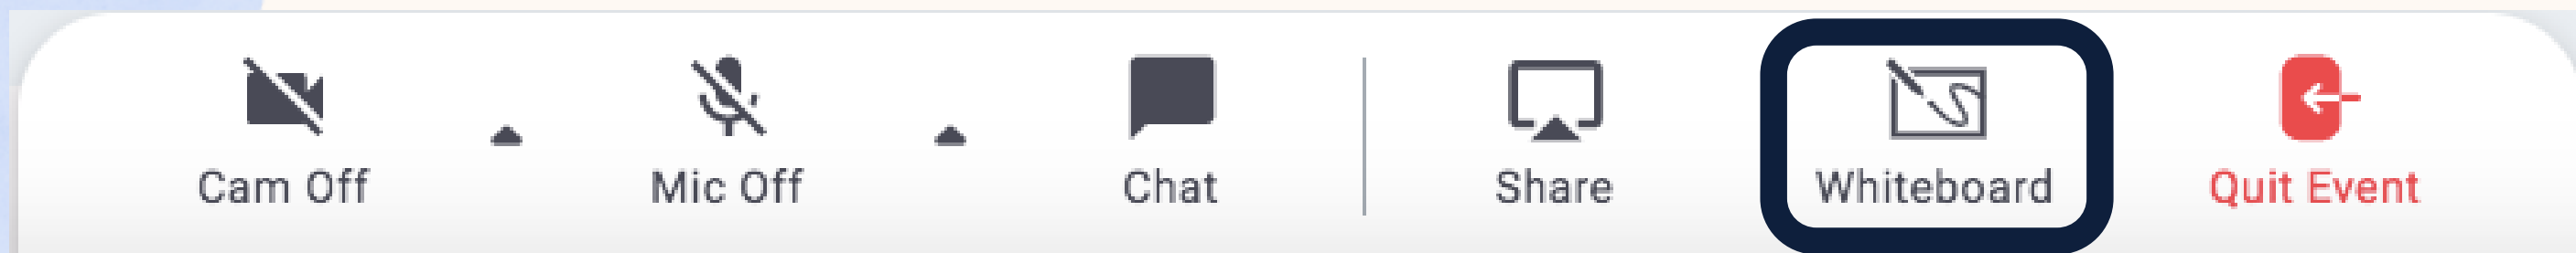 Cam Off
Mic Off
Chat
Share
Whiteboard
Quit Event